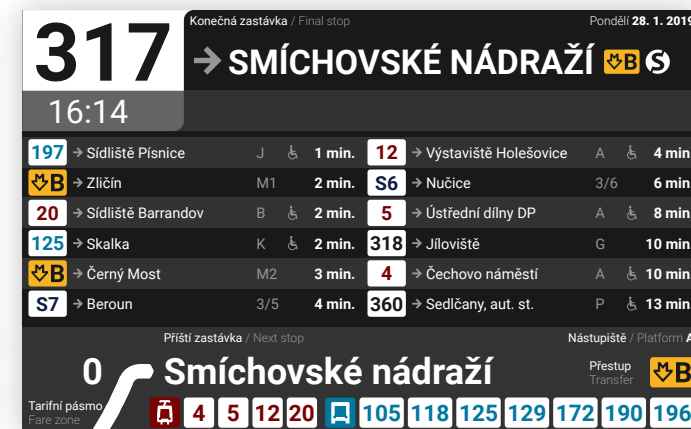 317
Konečná zastávka / Final stop
Pondělí 28. 1. 2019
→ SMÍCHOVSKÉ NÁDRAŽÍ B S
16:14
197 → Sídliště Písnice J 1 min.
B → Zličín M1 2 min.
20 → Sídliště Barrandov B 2 min.
125 → Skalka K 2 min.
B → Černý Most M2 3 min.
S7 → Beroun 3/5 4 min.
12 → Výstaviště Holešovice A 4 min
S6 → Nučice 3/6 6 min
5 → Ústřední dílny DP A 8 min
318 → Jíloviště G 10 min
4 → Čechovo náměstí A 10 min
360 → Sedlčany, aut. st. P 13 min
Příští zastávka / Next stop
Nástupiště / Platform A
0
Smíchovské nádraží
Přestup
Transfer
B
Tarifní pásmo
Fare zone
4 5 12 20 105 118 125 129 172 190 196